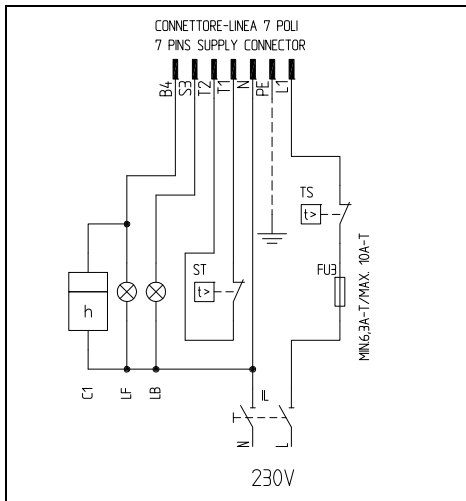 CONNETTORE-LINEA 7 POLI
7 PINS SUPPLY CONNECTOR
B4
S3
T2
T1
N
PE
L1
TS
t>
ST
t>
FU3
MIN.6,3A-T/MAX. 10A-T
h
C1
LF
LB
IL
N
L
230V